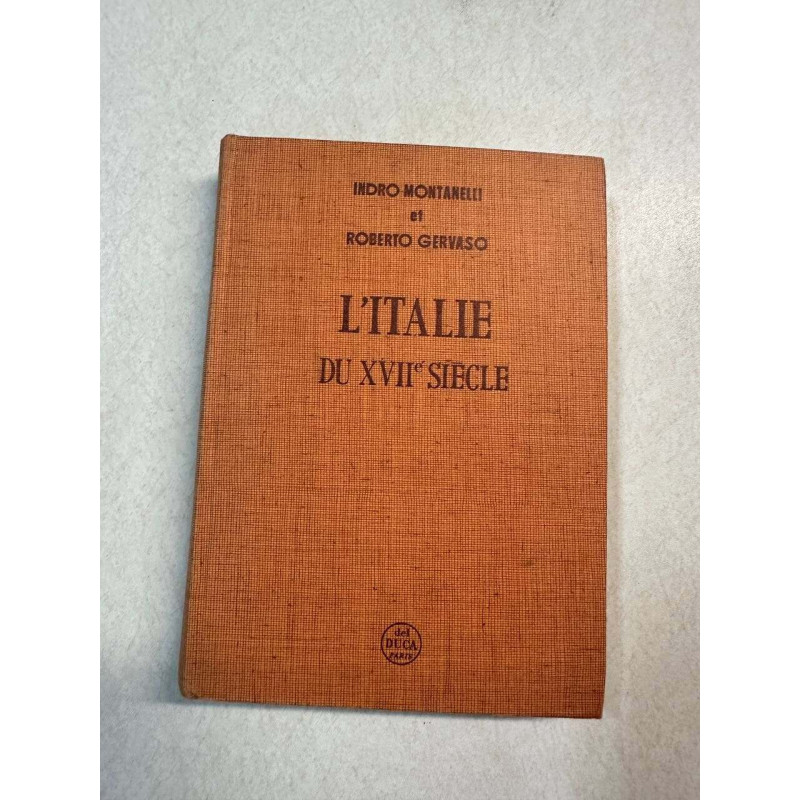 INDRO MONTANELLI
et
ROBERTO GERVASO
L'ITALIE
DU XVIIe SIÈCLE
del
DUCA
PARIS